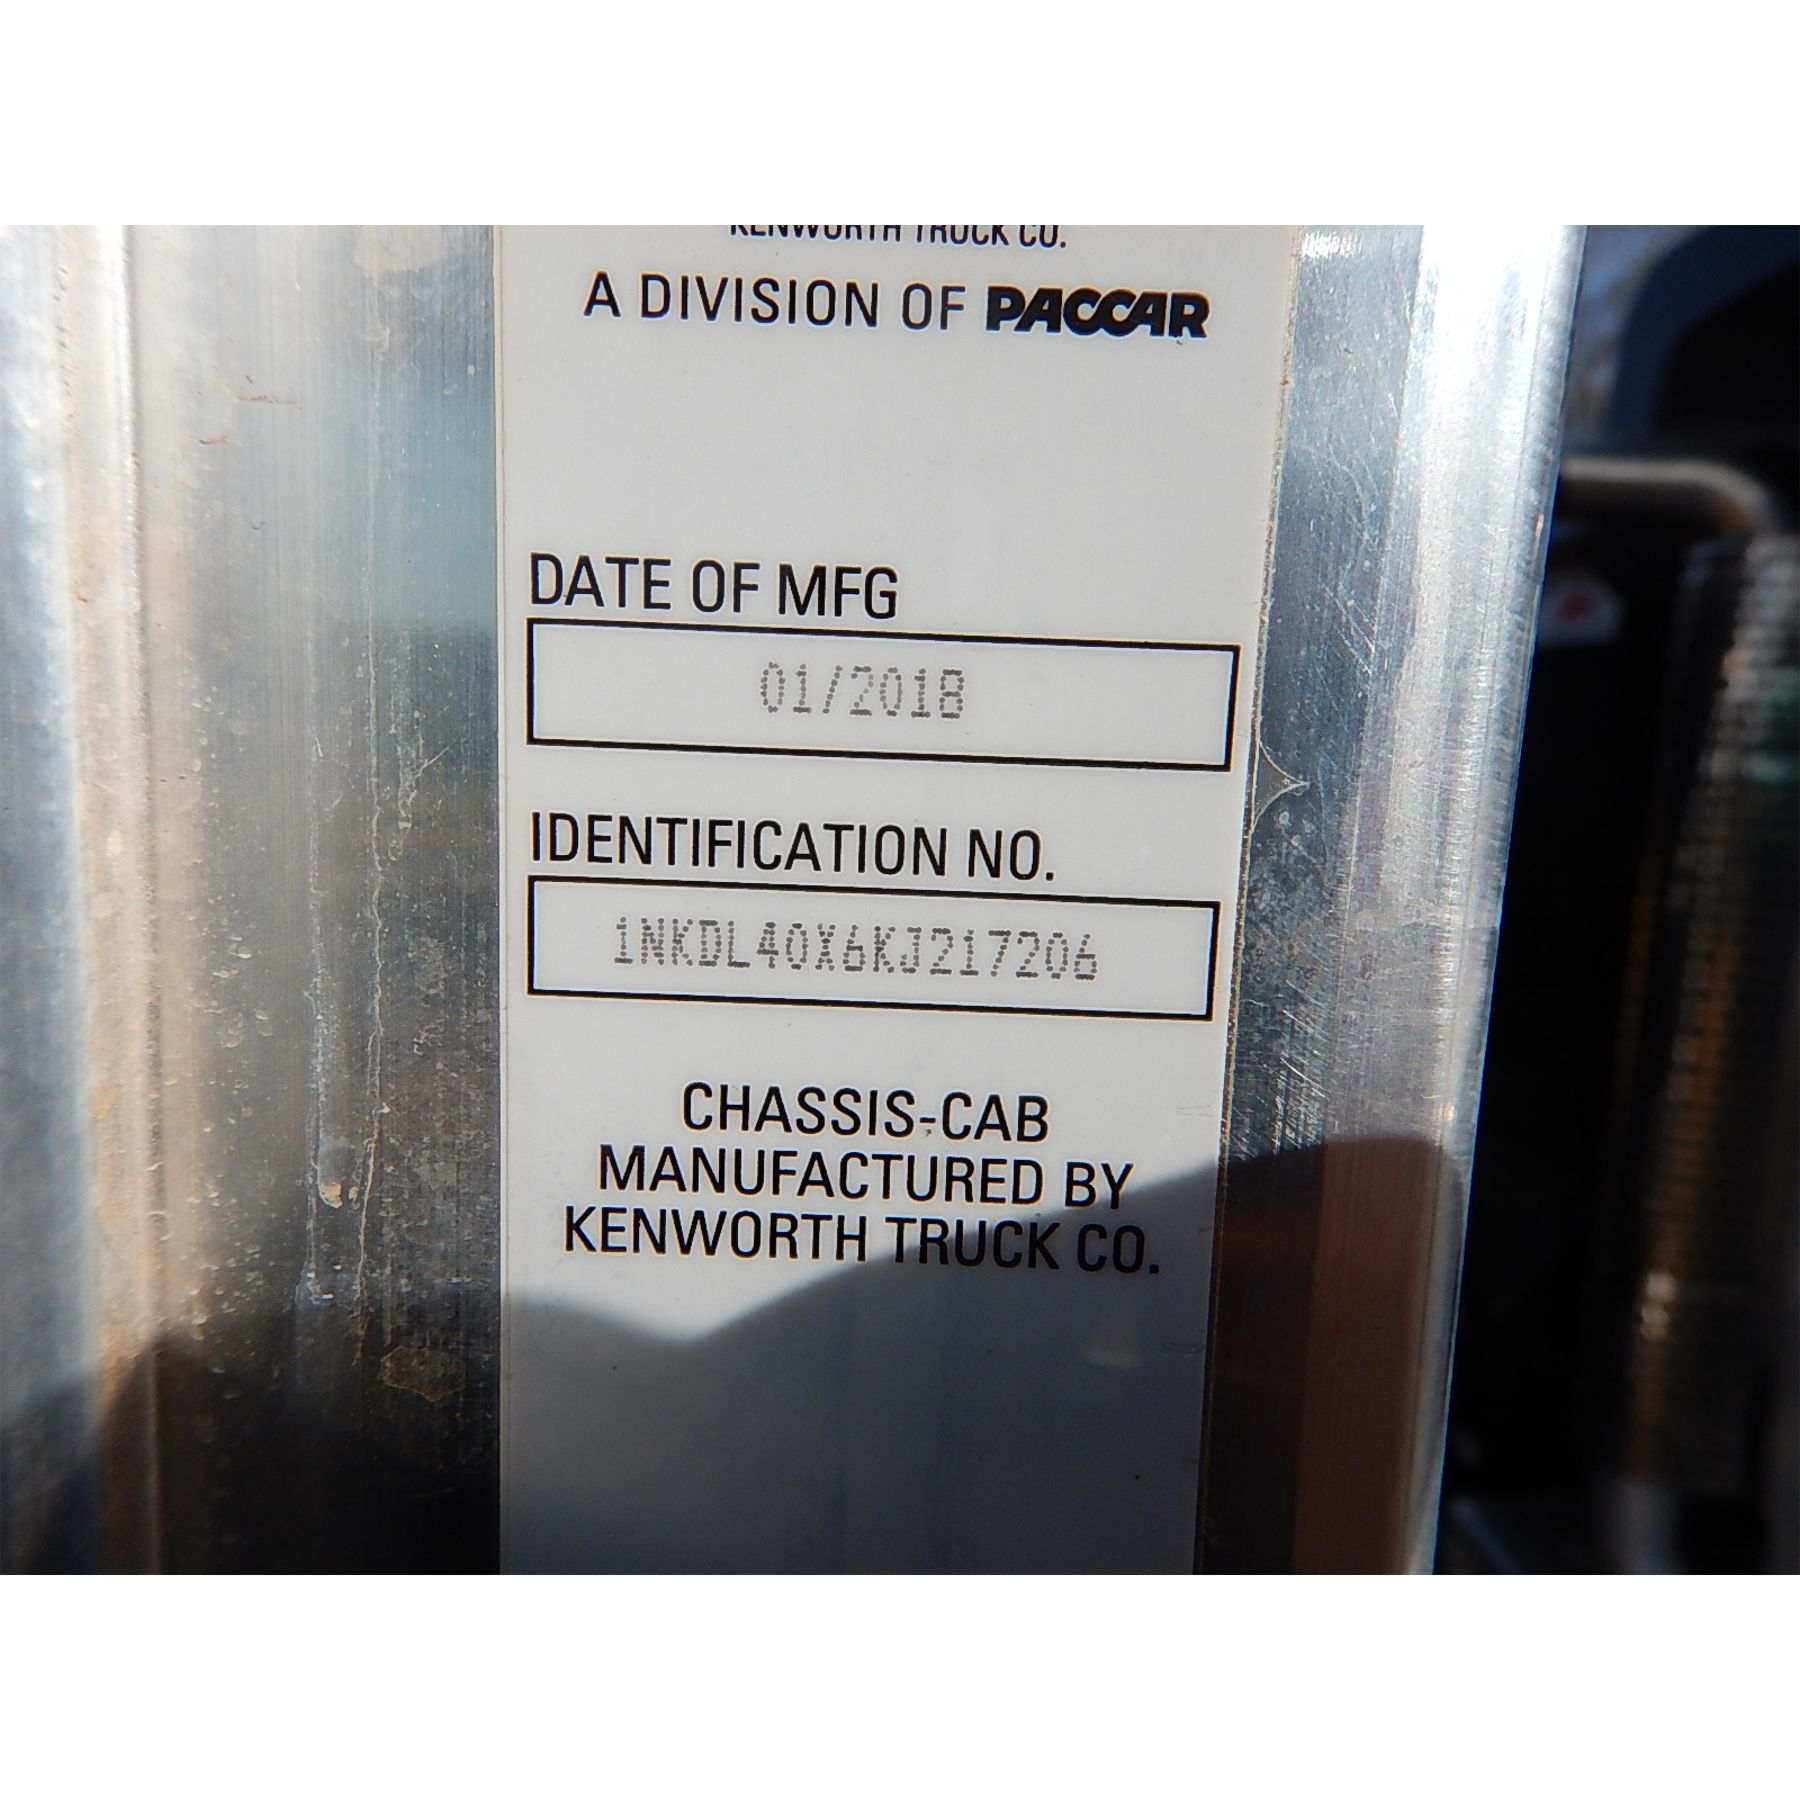 KENWORTH TRUCK CO.
A DIVISION OF PACCAR
DATE OF MFG
01/2018
IDENTIFICATION NO.
1NKDL40X6KJ217206
CHASSIS-CAB
MANUFACTURED BY
KENWORTH TRUCK CO.